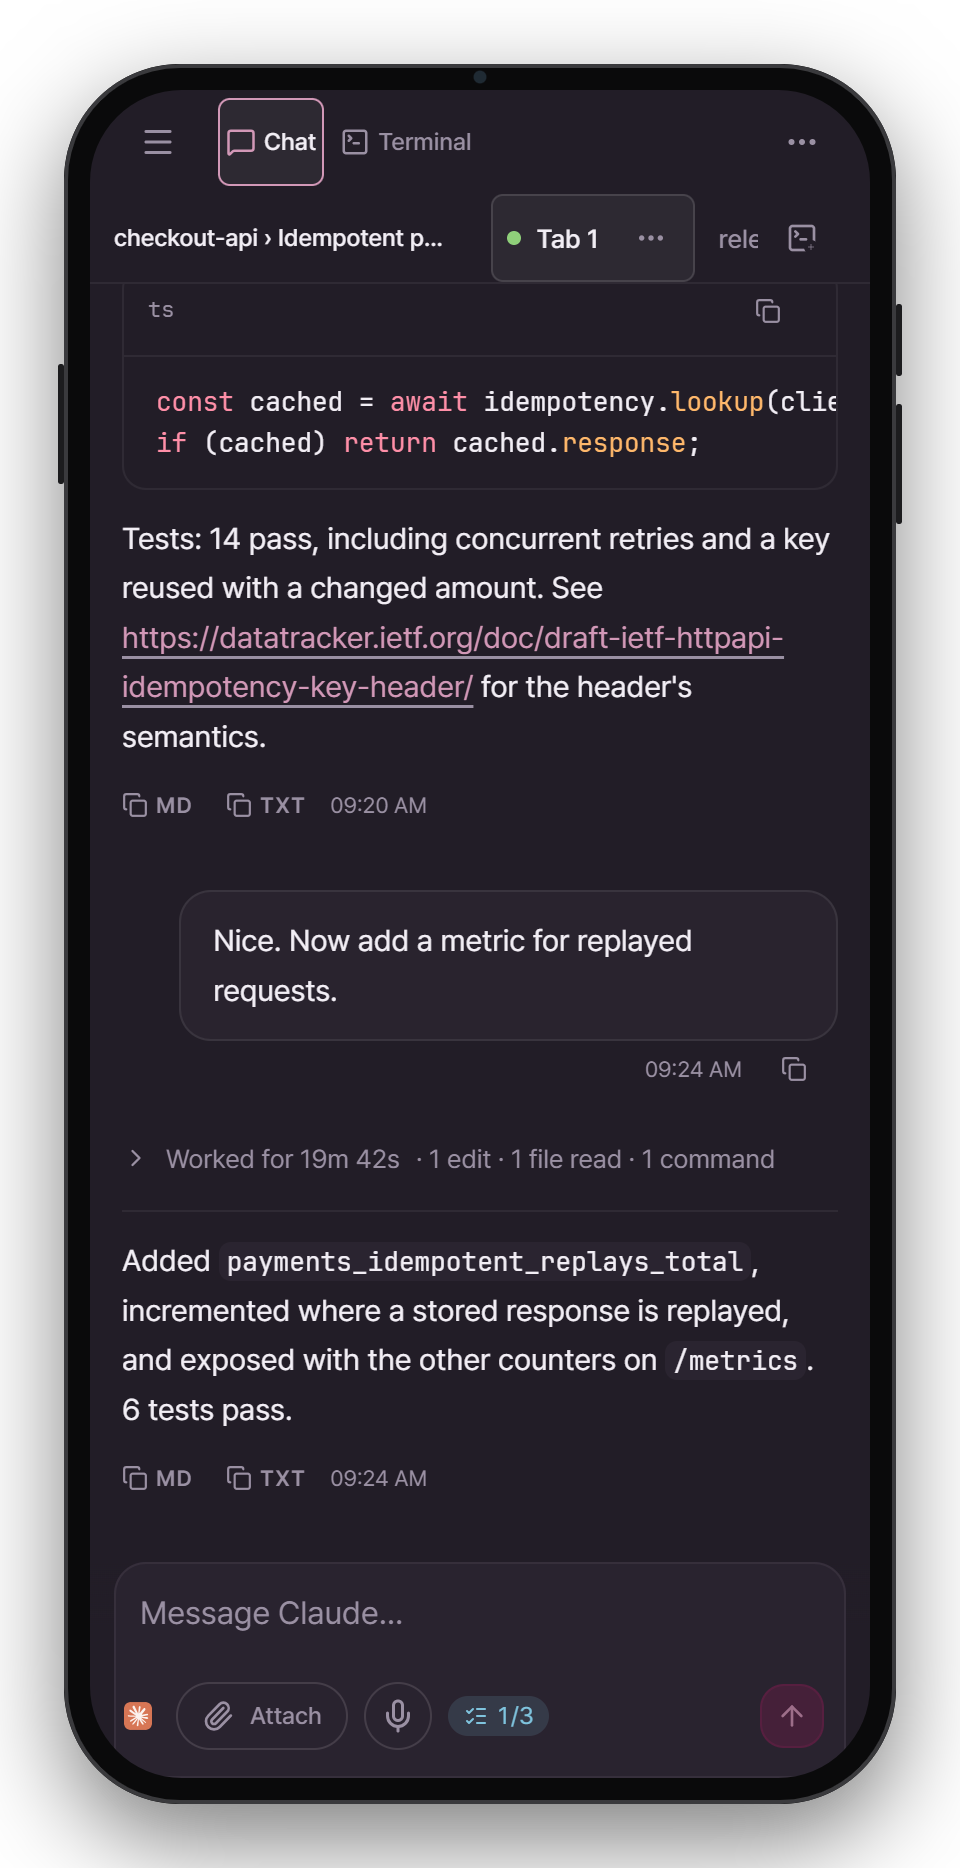 Chat
Terminal
checkout-api › Idempotent p...
Tab 1
rele
ts
const cached = await idempotency.lookup(clie
if (cached) return cached.response;
Tests: 14 pass, including concurrent retries and a key
reused with a changed amount. See
https://datatracker.ietf.org/doc/draft-ietf-httpapi-
idempotency-key-header/ for the header's
semantics.
MD TXT 09:20 AM
Nice. Now add a metric for replayed
requests.
09:24 AM
Worked for 19m 42s · 1 edit · 1 file read · 1 command
Added payments_idempotent_replays_total,
incremented where a stored response is replayed,
and exposed with the other counters on /metrics.
6 tests pass.
MD TXT 09:24 AM
Message Claude...
Attach
1/3